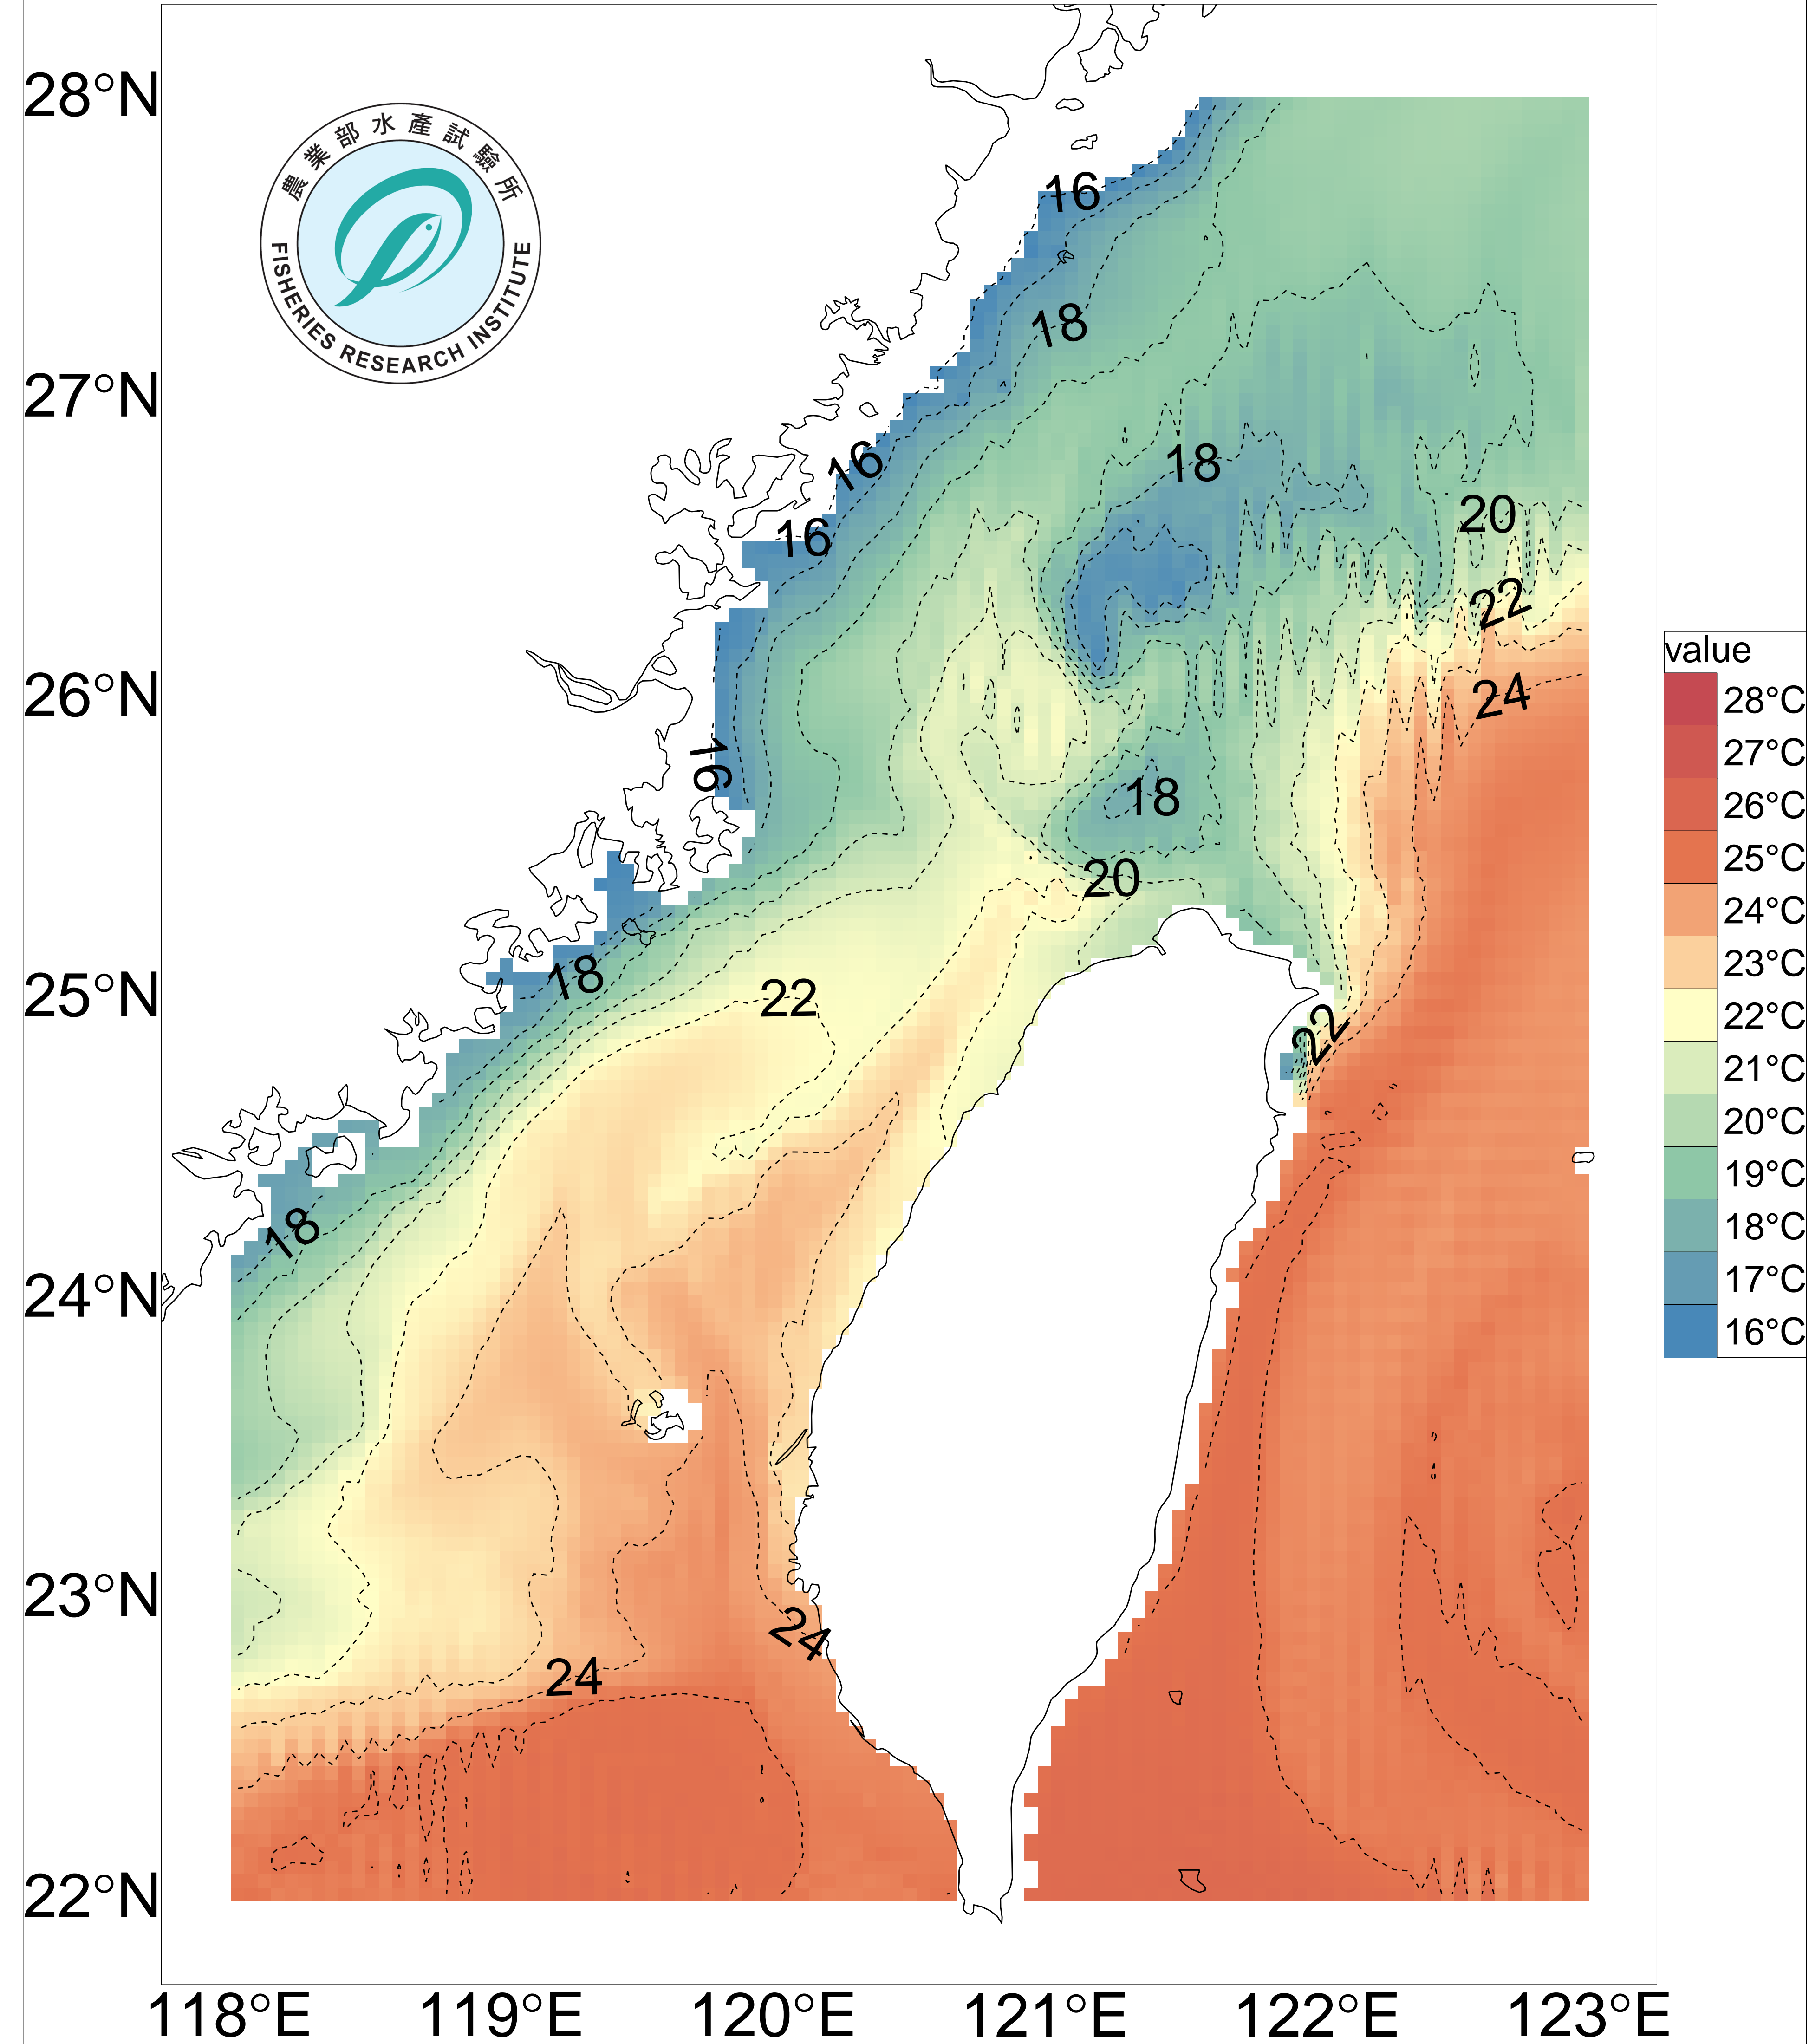 28°N
27°N
26°N
25°N
24°N
23°N
22°N
農業部水產試驗所
FISHERIES RESEARCH INSTITUTE
16
18
16
18
16
20
22
24
16
18
20
18
22
22
18
24
24
value
28°C
27°C
26°C
25°C
24°C
23°C
22°C
21°C
20°C
19°C
18°C
17°C
16°C
118°E 119°E 120°E 121°E 122°E 123°E